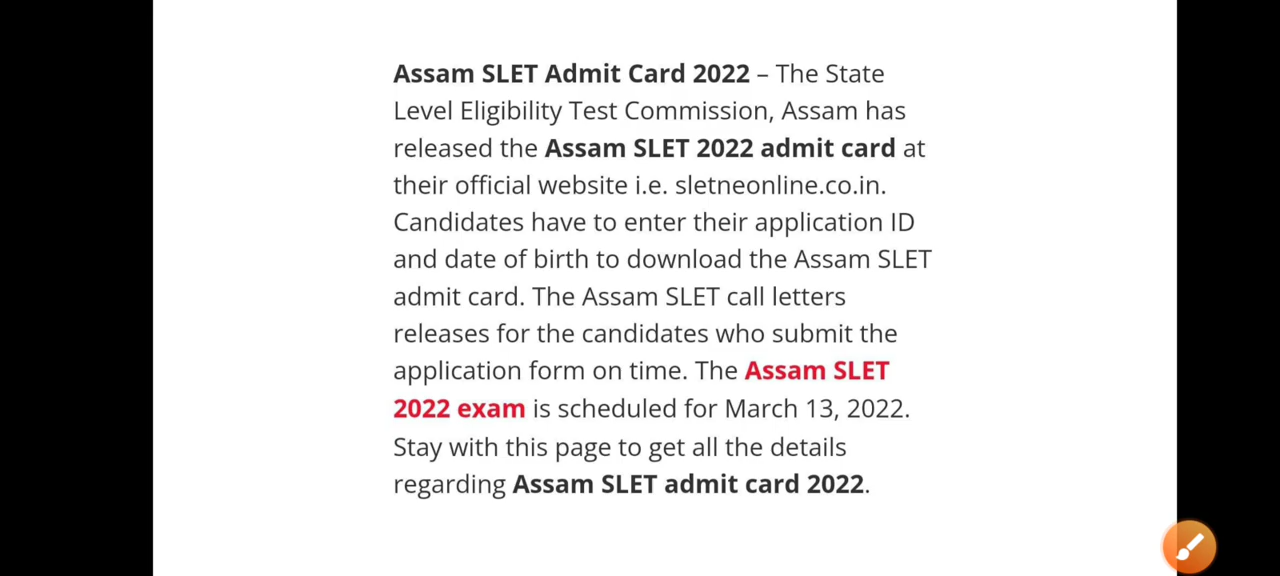 Assam SLET Admit Card 2022 – The State
Level Eligibility Test Commission, Assam has
released the Assam SLET 2022 admit card at
their official website i.e. sletneonline.co.in.
Candidates have to enter their application ID
and date of birth to download the Assam SLET
admit card. The Assam SLET call letters
releases for the candidates who submit the
application form on time. The Assam SLET
2022 exam is scheduled for March 13, 2022.
Stay with this page to get all the details
regarding Assam SLET admit card 2022.